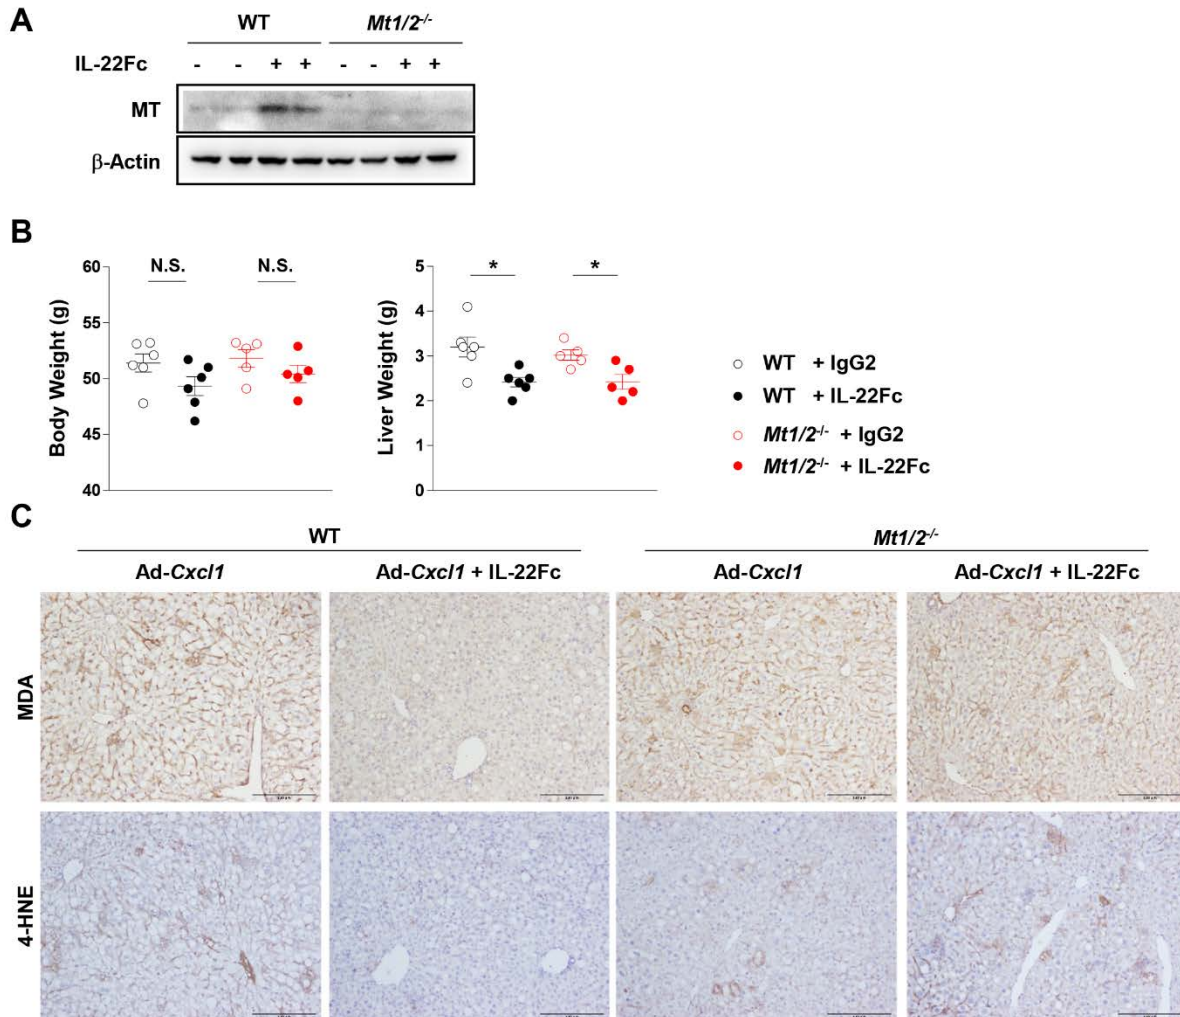 A
WT Mt1/2-/-
IL-22Fc - - + + - - + +
MT
β-Actin
B
N.S. N.S.
Body Weight (g)
60
55
50
45
40
* *
Liver Weight (g)
5
4
3
2
1
0
WT + IgG2
WT + IL-22Fc
Mt1/2-/- + IgG2
Mt1/2-/- + IL-22Fc
C
WT Mt1/2-/-
Ad-Cxcl1 Ad-Cxcl1 + IL-22Fc Ad-Cxcl1 Ad-Cxcl1 + IL-22Fc
MDA
4-HNE